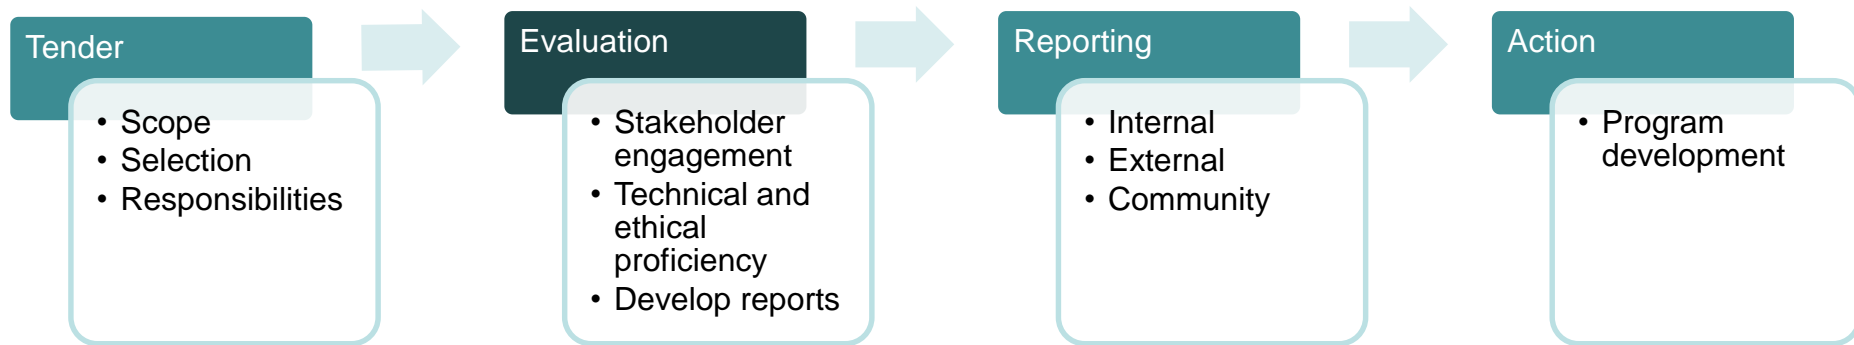 Tender
• Scope
• Selection
• Responsibilities
Evaluation
• Stakeholder
engagement
• Technical and
ethical
proficiency
• Develop reports
Reporting
• Internal
• External
• Community
Action
• Program
development